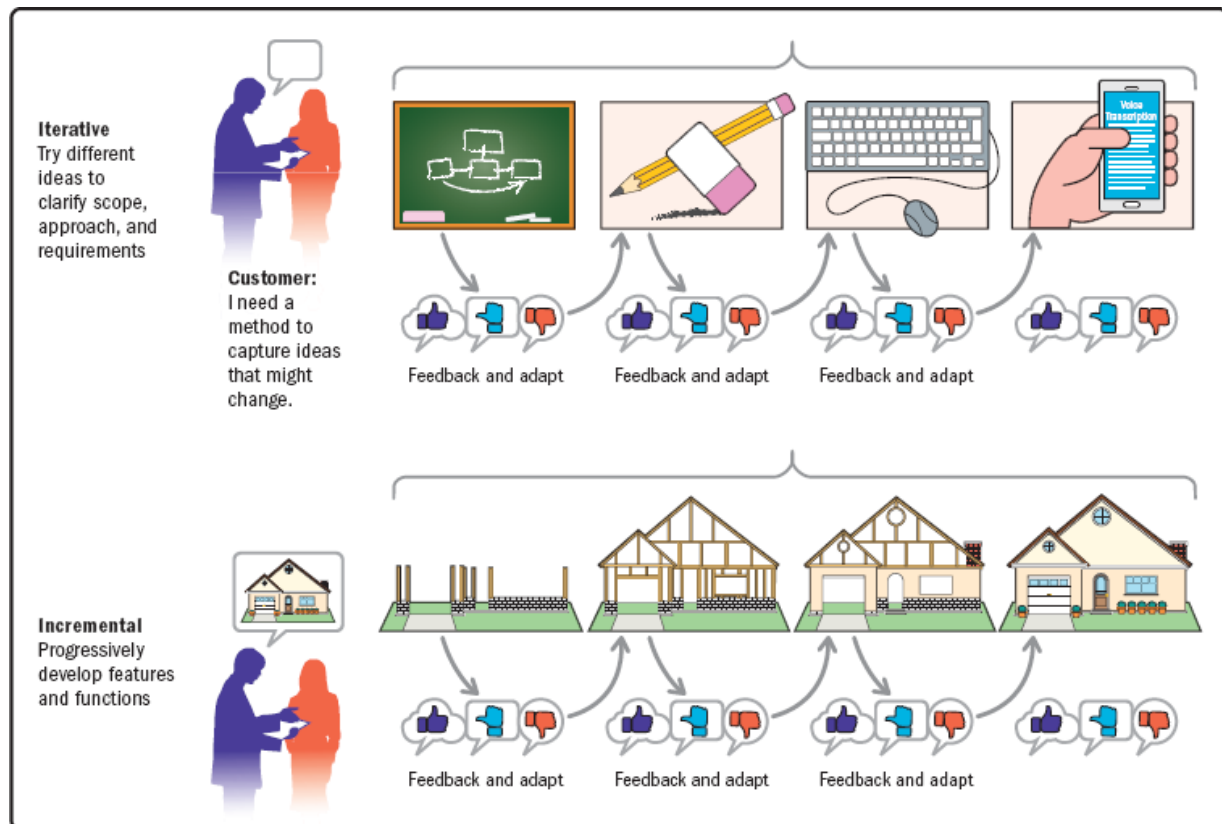 Iterative
Try different
ideas to
clarify scope,
approach, and
requirements
Customer:
I need a
method to
capture ideas
that might
change.
Voice
Transcription
Feedback and adapt
Feedback and adapt
Feedback and adapt
Incremental
Progressively
develop features
and functions
Feedback and adapt
Feedback and adapt
Feedback and adapt